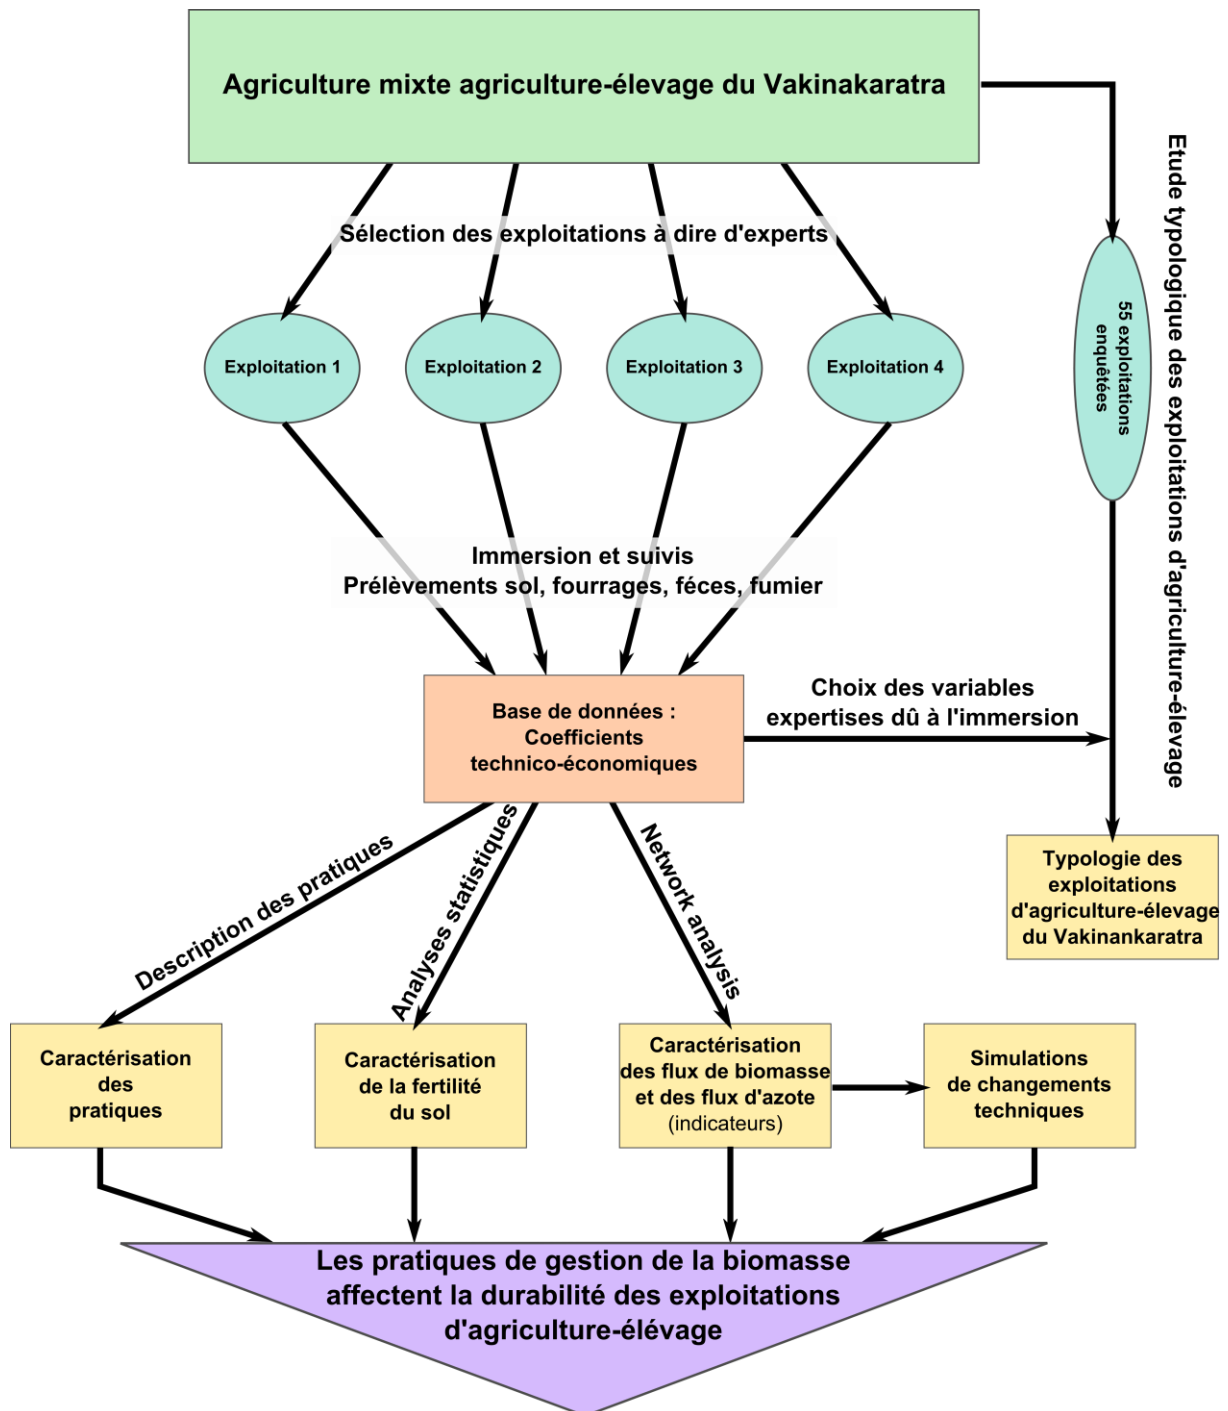 Agriculture mixte agriculture-élevage du Vakinakaratra
Sélection des exploitations à dire d'experts
Exploitation 1
Exploitation 2
Exploitation 3
Exploitation 4
55 exploitations
enquêtées
Etude typologique des exploitations d'agriculture-élevage
Immersion et suivis
Prélèvements sol, fourrages, féces, fumier
Base de données :
Coefficients
technico-économiques
Choix des variables
expertises dû à l'immersion
Typologie des
exploitations
d'agriculture-élevage
du Vakinankaratra
Description des pratiques
Analyses statistiques
Network analysis
Caractérisation
des
pratiques
Caractérisation
de la fertilité
du sol
Caractérisation
des flux de biomasse
et des flux d'azote
(indicateurs)
Simulations
de changements
techniques
Les pratiques de gestion de la biomasse
affectent la durabilité des exploitations
d'agriculture-élévage